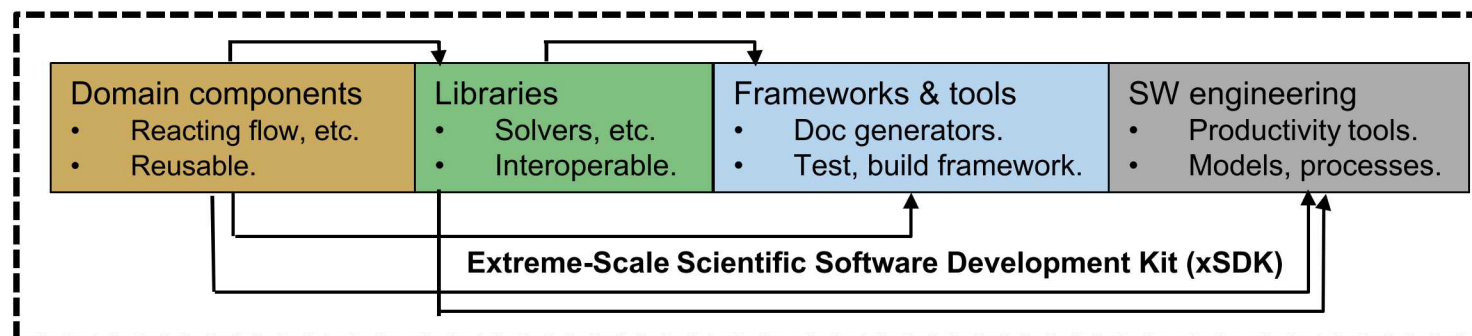 Domain components
• Reacting flow, etc.
• Reusable.
Libraries
• Solvers, etc.
• Interoperable.
Frameworks & tools
• Doc generators.
• Test, build framework.
SW engineering
• Productivity tools.
• Models, processes.
Extreme-Scale Scientific Software Development Kit (xSDK)